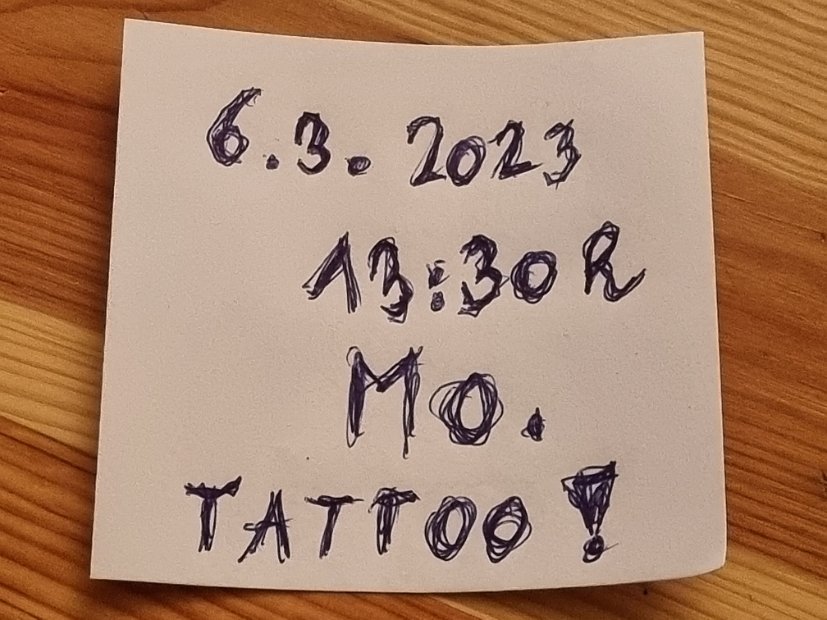 6.3. 2023
13:30 h
Mo.
TATTOO!